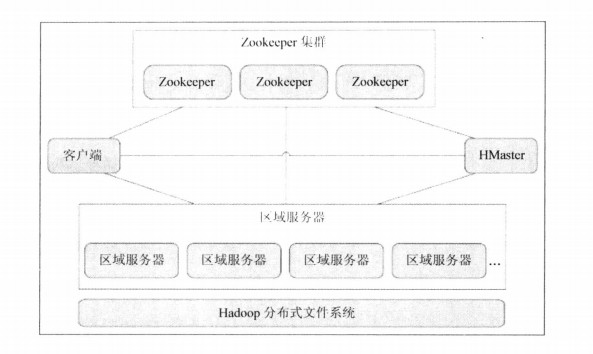 Zookeeper 集群
Zookeeper Zookeeper Zookeeper
客户端 HMaster
区域服务器
区域服务器 区域服务器 区域服务器 区域服务器 ...
Hadoop 分布式文件系统